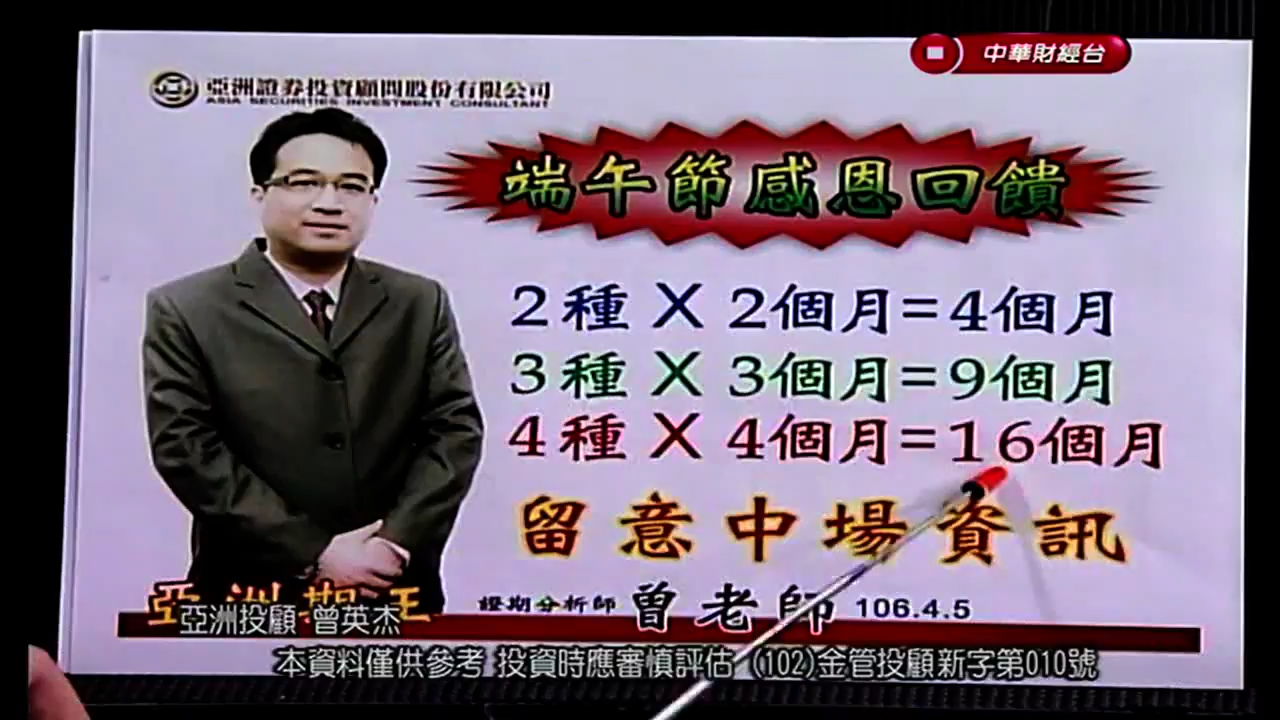 中華財經台
亞洲證券投資顧問股份有限公司
ASIA SECURITIES INVESTMENT CONSULTANT
端午節感恩回饋
2種 X 2個月=4個月
3種 X 3個月=9個月
4種 X 4個月=16個月
留意中場資訊
亞洲期王
證期分析師 曾老師 106.4.5
亞洲投顧 曾英杰
本資料僅供參考 投資時應審慎評估 (102)金管投顧新字第010號